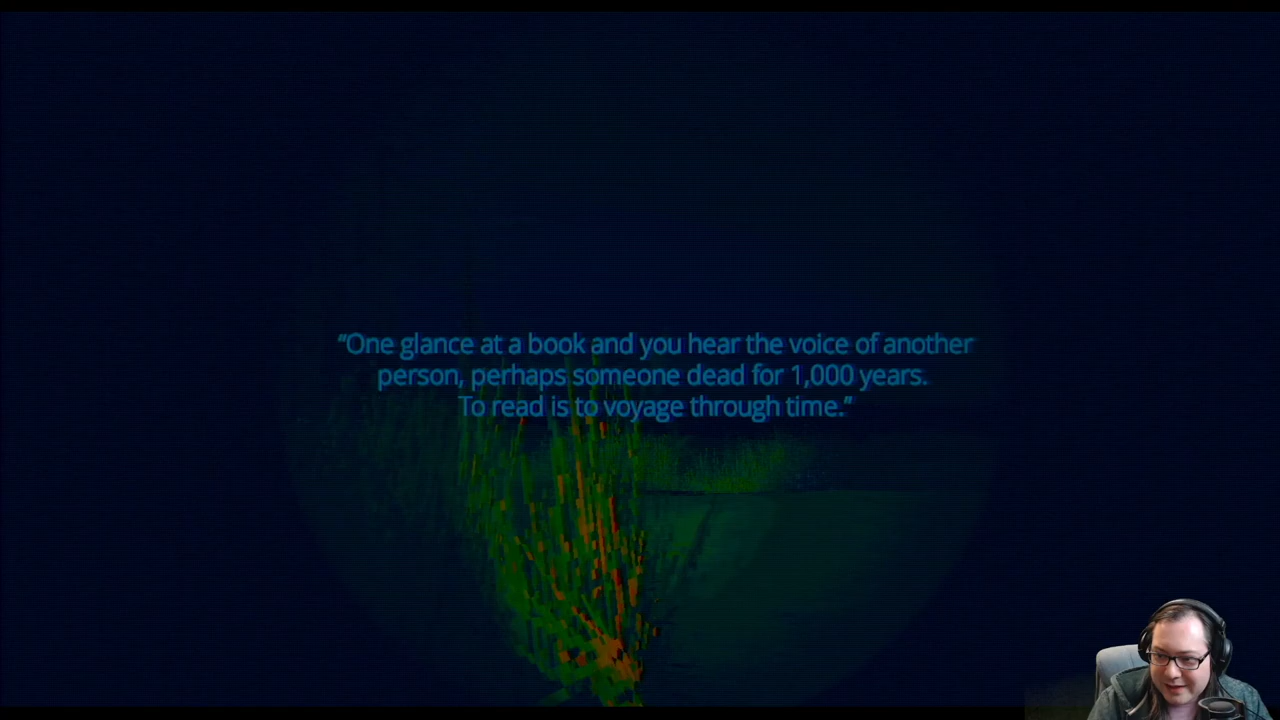 "One glance at a book and you hear the voice of another
person, perhaps someone dead for 1,000 years.
To read is to voyage through time."